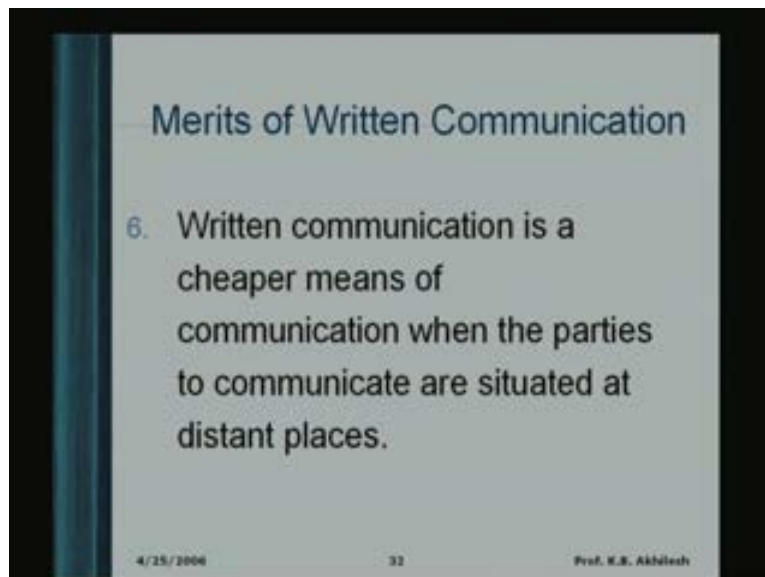 Merits of Written Communication
6. Written communication is a
cheaper means of
communication when the parties
to communicate are situated at
distant places.
4/25/2006 32 Prof. K.B. Akhilesh